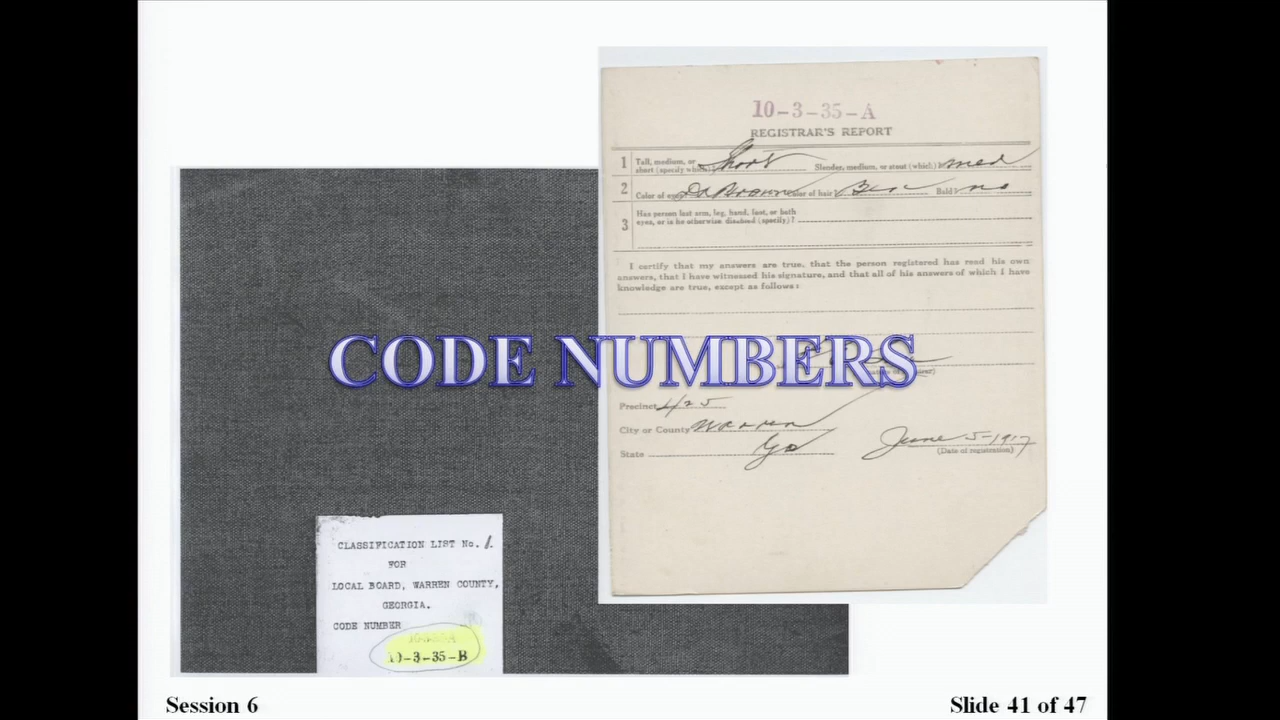 10-3-35-A
REGISTRAR'S REPORT
1 Tall, medium, or short (specify which)? Short Slender, medium, or stout (which)? med
2 Color of eyes Dk Brown Color of hair Bald? no
3 Has person lost arm, leg, hand, foot, or both
eyes, or is he otherwise disabled (specify)?
I certify that my answers are true, that the person registered has read his own
answers, that I have witnessed his signature, and that all of his answers of which I have
knowledge are true, except as follows:
CODE NUMBERS
Precinct 425
City or County Warren
State Ga June 5-1917
(Date of registration)
CLASSIFICATION LIST No. 1.
FOR
LOCAL BOARD, WARREN COUNTY,
GEORGIA.
CODE NUMBER
10-3-35-B
Session 6
Slide 41 of 47